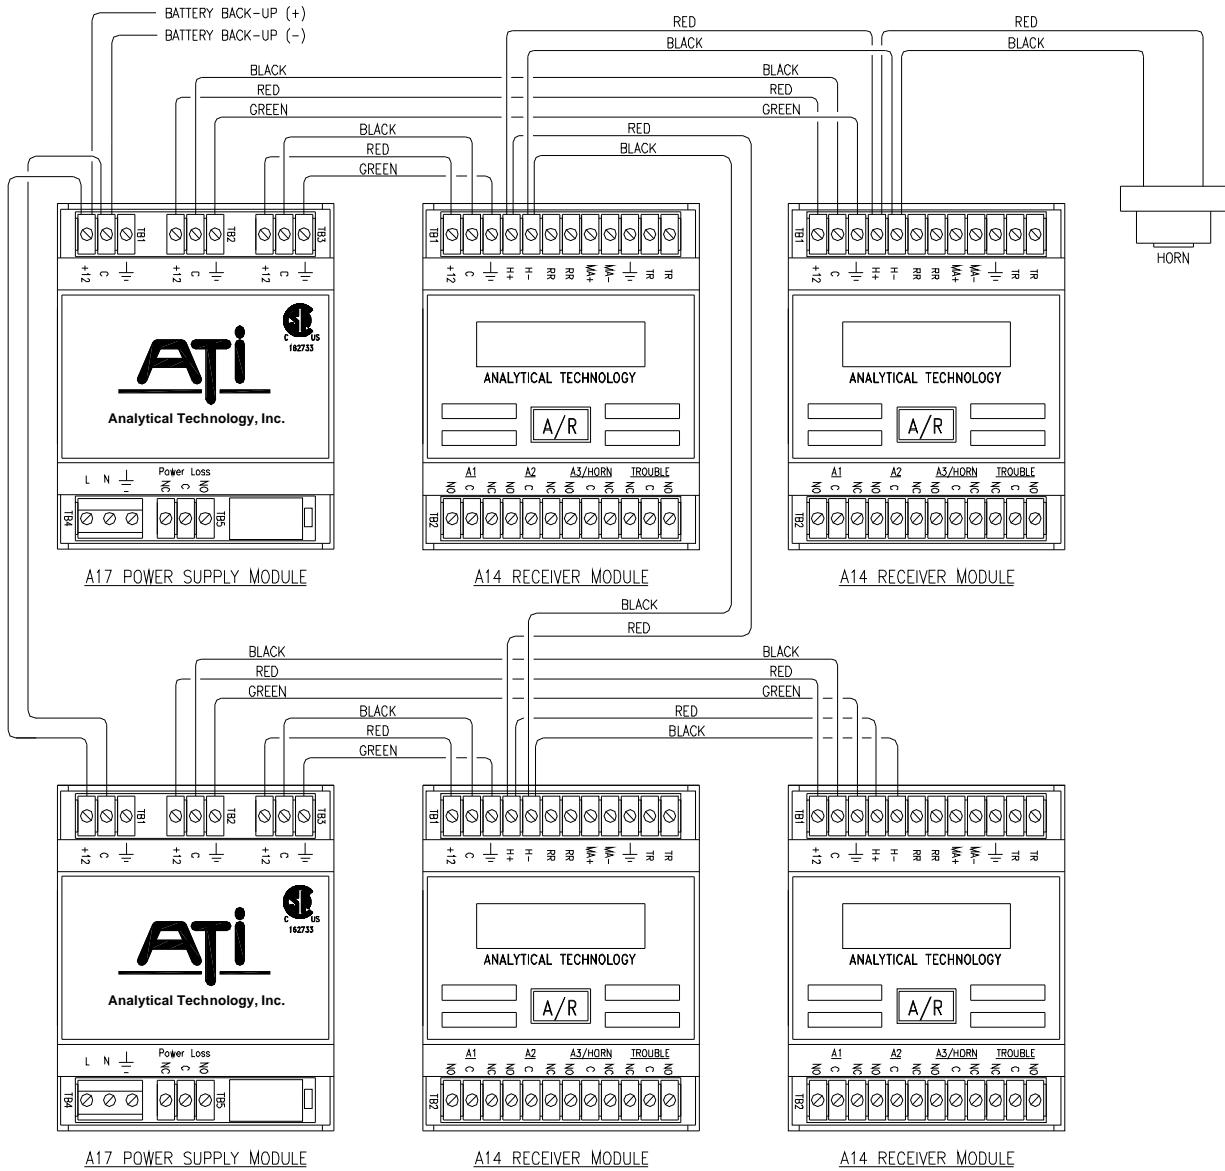 BATTERY BACK-UP (+)
BATTERY BACK-UP (-)
RED
RED
BLACK
BLACK
BLACK
BLACK
RED
RED
GREEN
GREEN
BLACK
RED
RED
BLACK
GREEN
HORN
TB1 TB2 TB3
+12 C +12 C +12 C
TB1
+12 C H+ H- RR RR MA+ MA- TR TR
TB1
+12 C H+ H- RR RR MA+ MA- TR TR
C US
182733
ATi
Analytical Technology, Inc.
ANALYTICAL TECHNOLOGY
ANALYTICAL TECHNOLOGY
A/R
A/R
L N Power Loss
NC C NO
TB4 TB5
A1 A2 A3/HORN TROUBLE
NO C NC NO C NC NO C NC NC C NO
TB2
A1 A2 A3/HORN TROUBLE
NO C NC NO C NC NO C NC NC C NO
TB2
A17 POWER SUPPLY MODULE
A14 RECEIVER MODULE
A14 RECEIVER MODULE
BLACK
RED
BLACK
BLACK
RED
RED
GREEN
GREEN
BLACK
RED
RED
BLACK
GREEN
TB1 TB2 TB3
+12 C +12 C +12 C
TB1
+12 C H+ H- RR RR MA+ MA- TR TR
TB1
+12 C H+ H- RR RR MA+ MA- TR TR
C US
162733
ATi
Analytical Technology, Inc.
ANALYTICAL TECHNOLOGY
ANALYTICAL TECHNOLOGY
A/R
A/R
L N Power Loss
NC C NO
TB4 TB5
A1 A2 A3/HORN TROUBLE
NO C NC NO C NC NO C NC NC C NO
TB2
A1 A2 A3/HORN TROUBLE
NO C NC NO C NC NO C NC NC C NO
TB2
A17 POWER SUPPLY MODULE
A14 RECEIVER MODULE
A14 RECEIVER MODULE